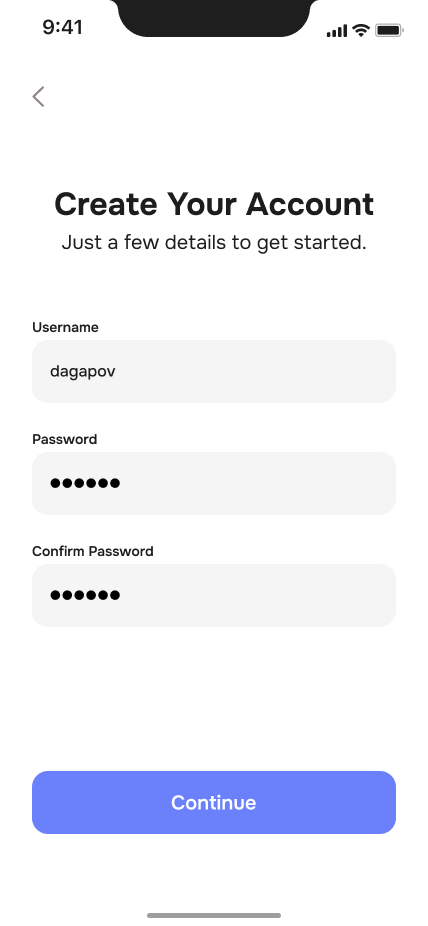 9:41
Create Your Account
Just a few details to get started.
Username
dagapov
Password
●●●●●●
Confirm Password
●●●●●●
Continue